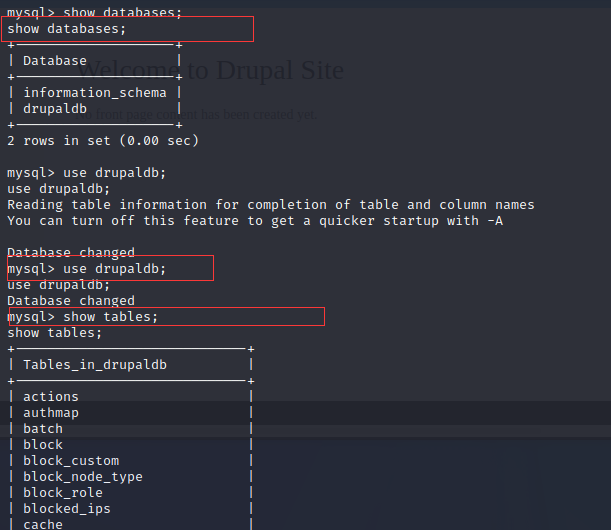 mysql> show databases;
show databases;
| Database |
Welcome to Drupal Site
| information_schema |
| drupaldb |
from page content has been created yet.
2 rows in set (0.00 sec)
mysql> use drupaldb;
use drupaldb;
Reading table information for completion of table and column names
You can turn off this feature to get a quicker startup with -A
Database changed
mysql> use drupaldb;
use drupaldb;
Database changed
mysql> show tables;
show tables;
| Tables_in_drupaldb |
| actions |
| authmap |
| batch |
| block |
| block_custom |
| block_node_type |
| block_role |
| blocked_ips |
| cache |